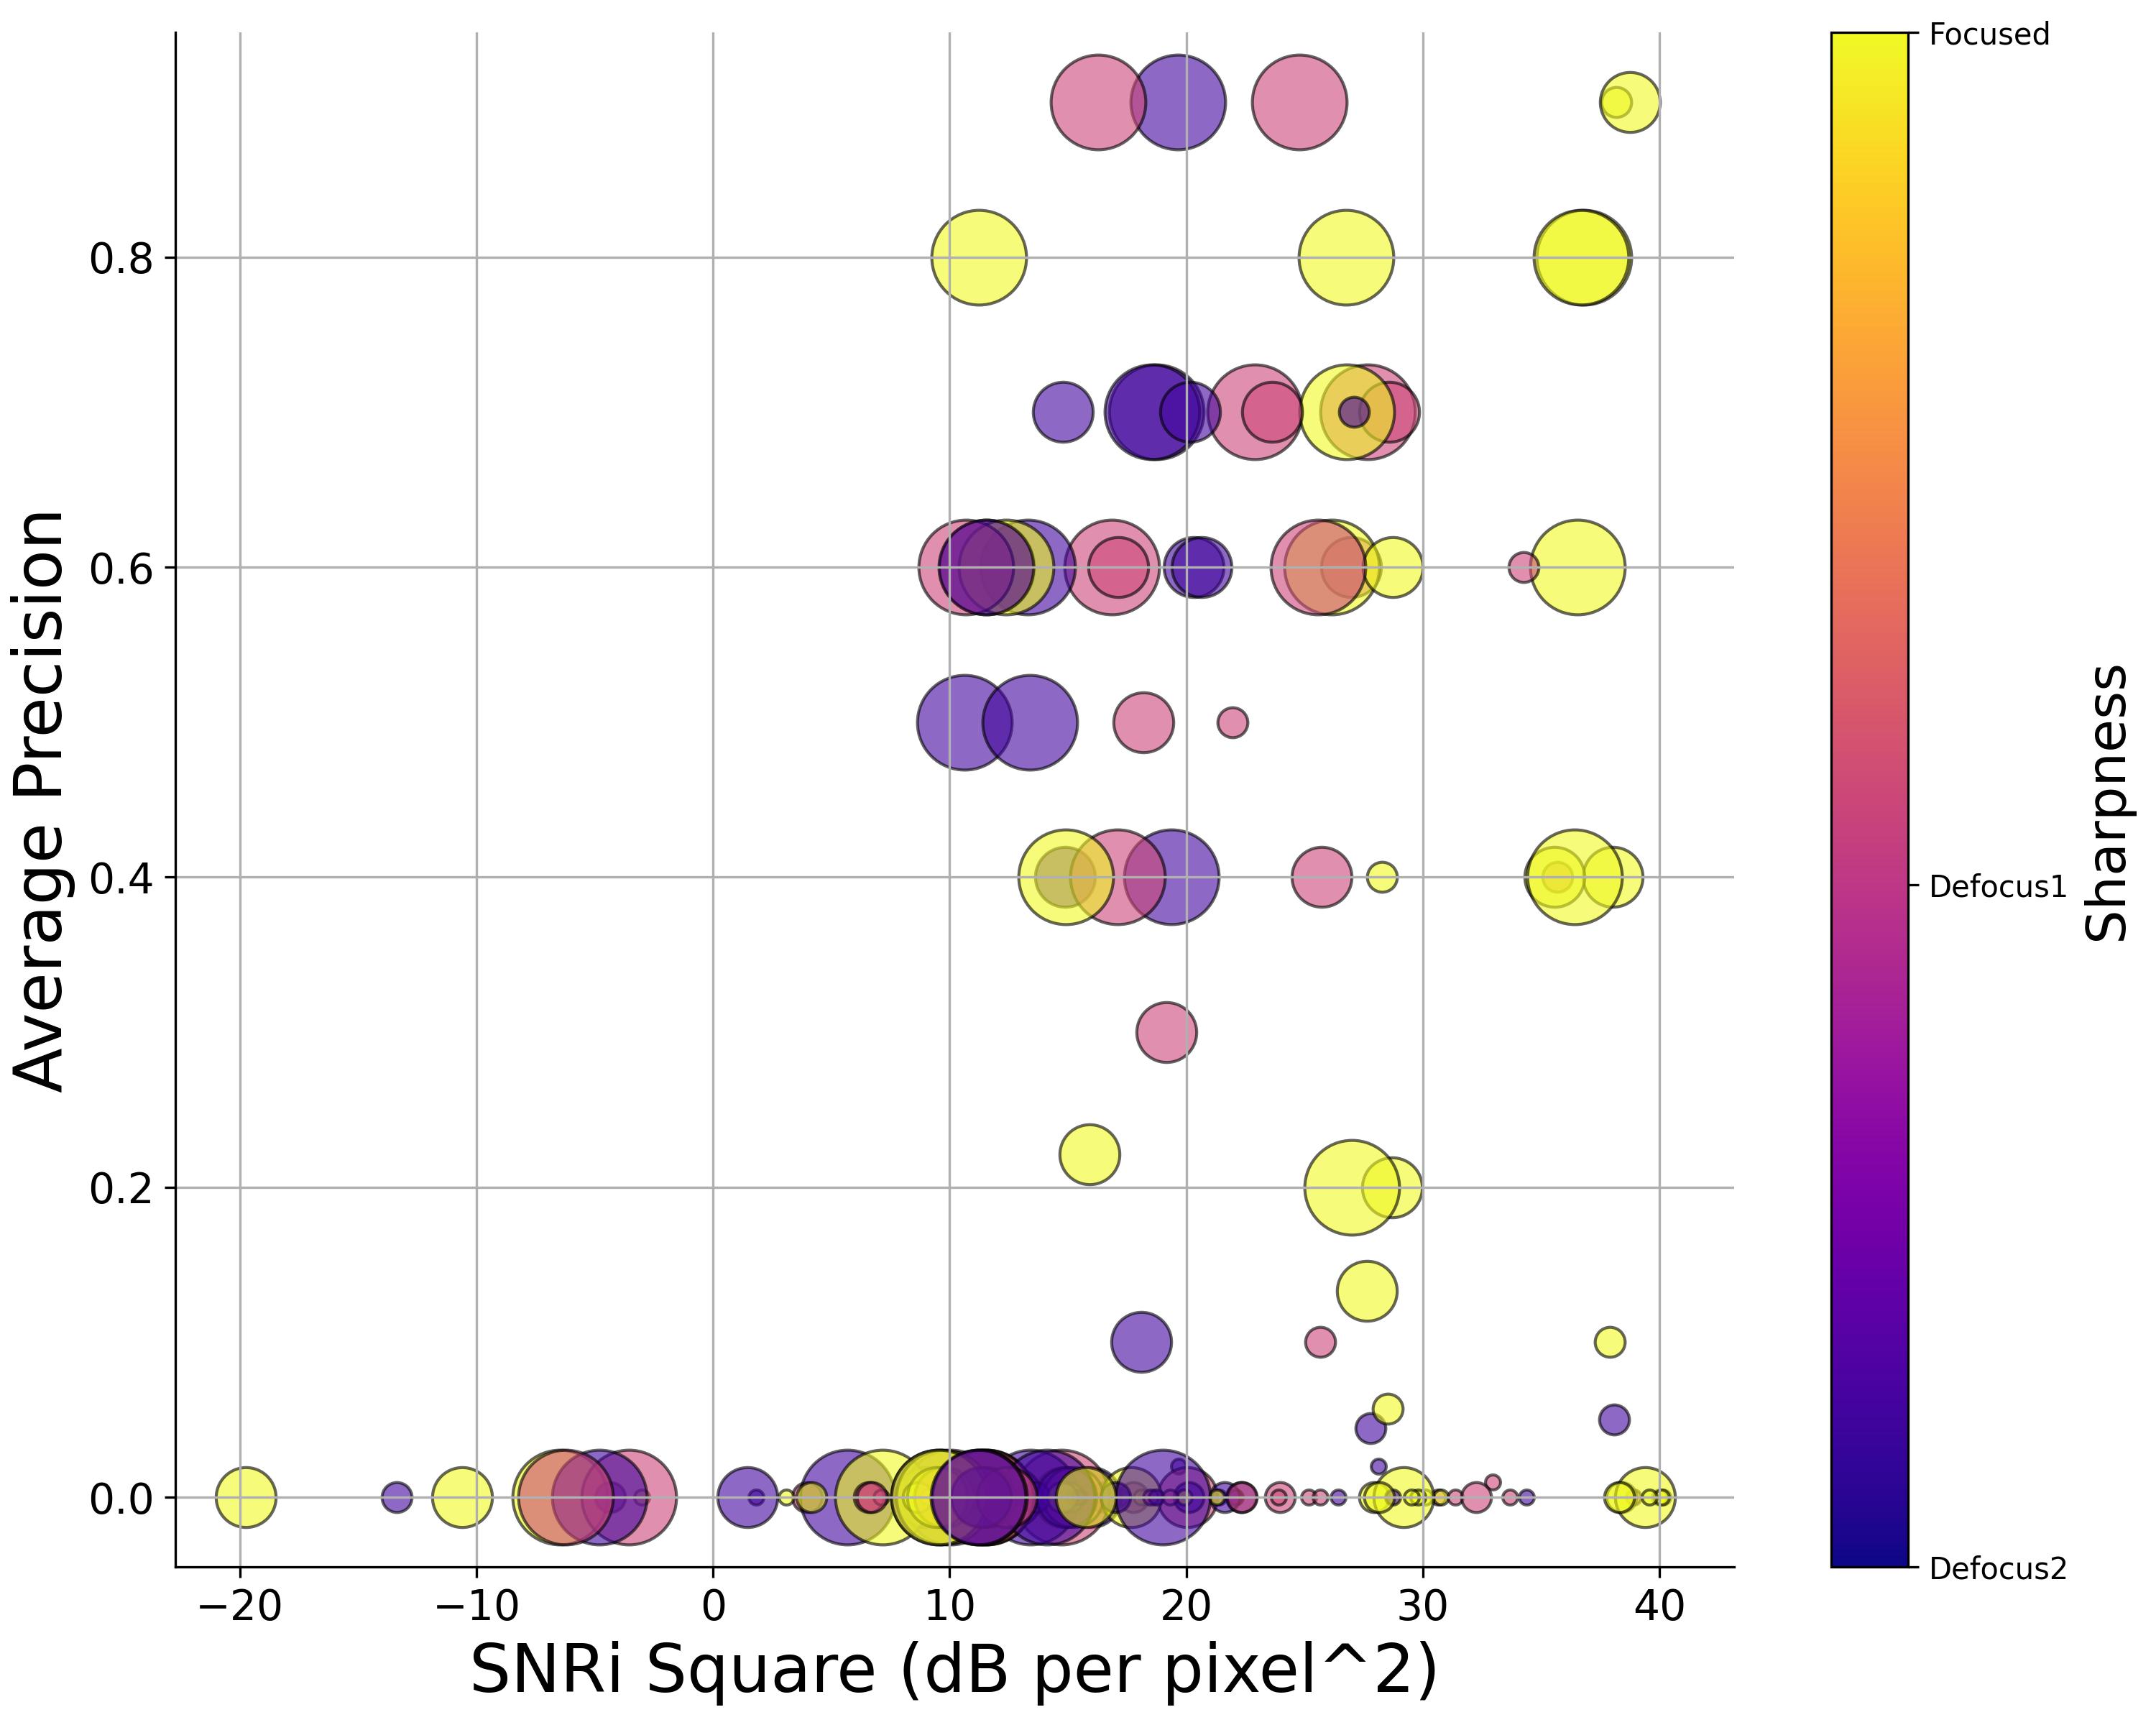 Average Precision
0.8
0.6
0.4
0.2
0.0
−20
−10
0
10
20
30
40
SNRi Square (dB per pixel^2)
Focused
Defocus1
Defocus2
Sharpness